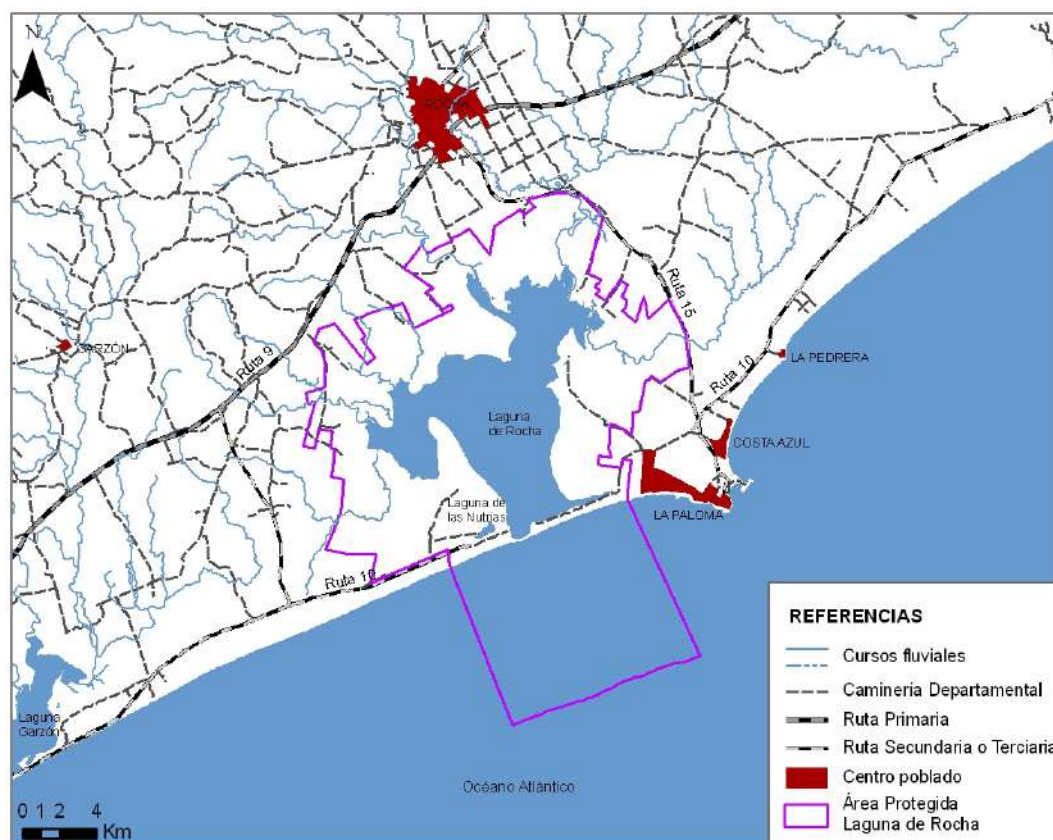 N
ROCHA
GARZÓN
Ruta 9
Ruta 15
Ruta 10
LA PEDRERA
Laguna
de Rocha
COSTA AZUL
Laguna de
las Nutrias
LA PALOMA
Ruta 10
Laguna
Garzón
Océano Atlántico
0 1 2 4
Km
REFERENCIAS
Cursos fluviales
Caminería Departamental
Ruta Primaria
Ruta Secundaria o Terciaria
Centro poblado
Área Protegida
Laguna de Rocha